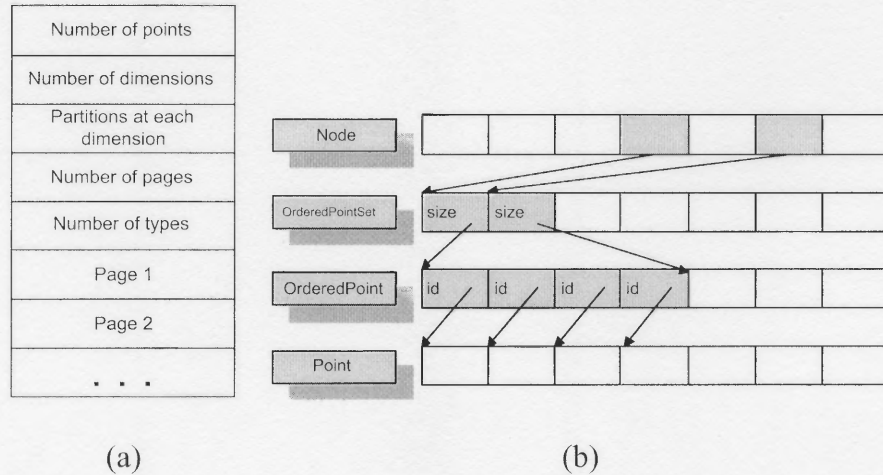 Number of points
Number of dimensions
Partitions at each
dimension
Number of pages
Number of types
Page 1
Page 2
. . .
(a)
Node
OrderedPointSet
size size
OrderedPoint
id id id id
Point
(b)